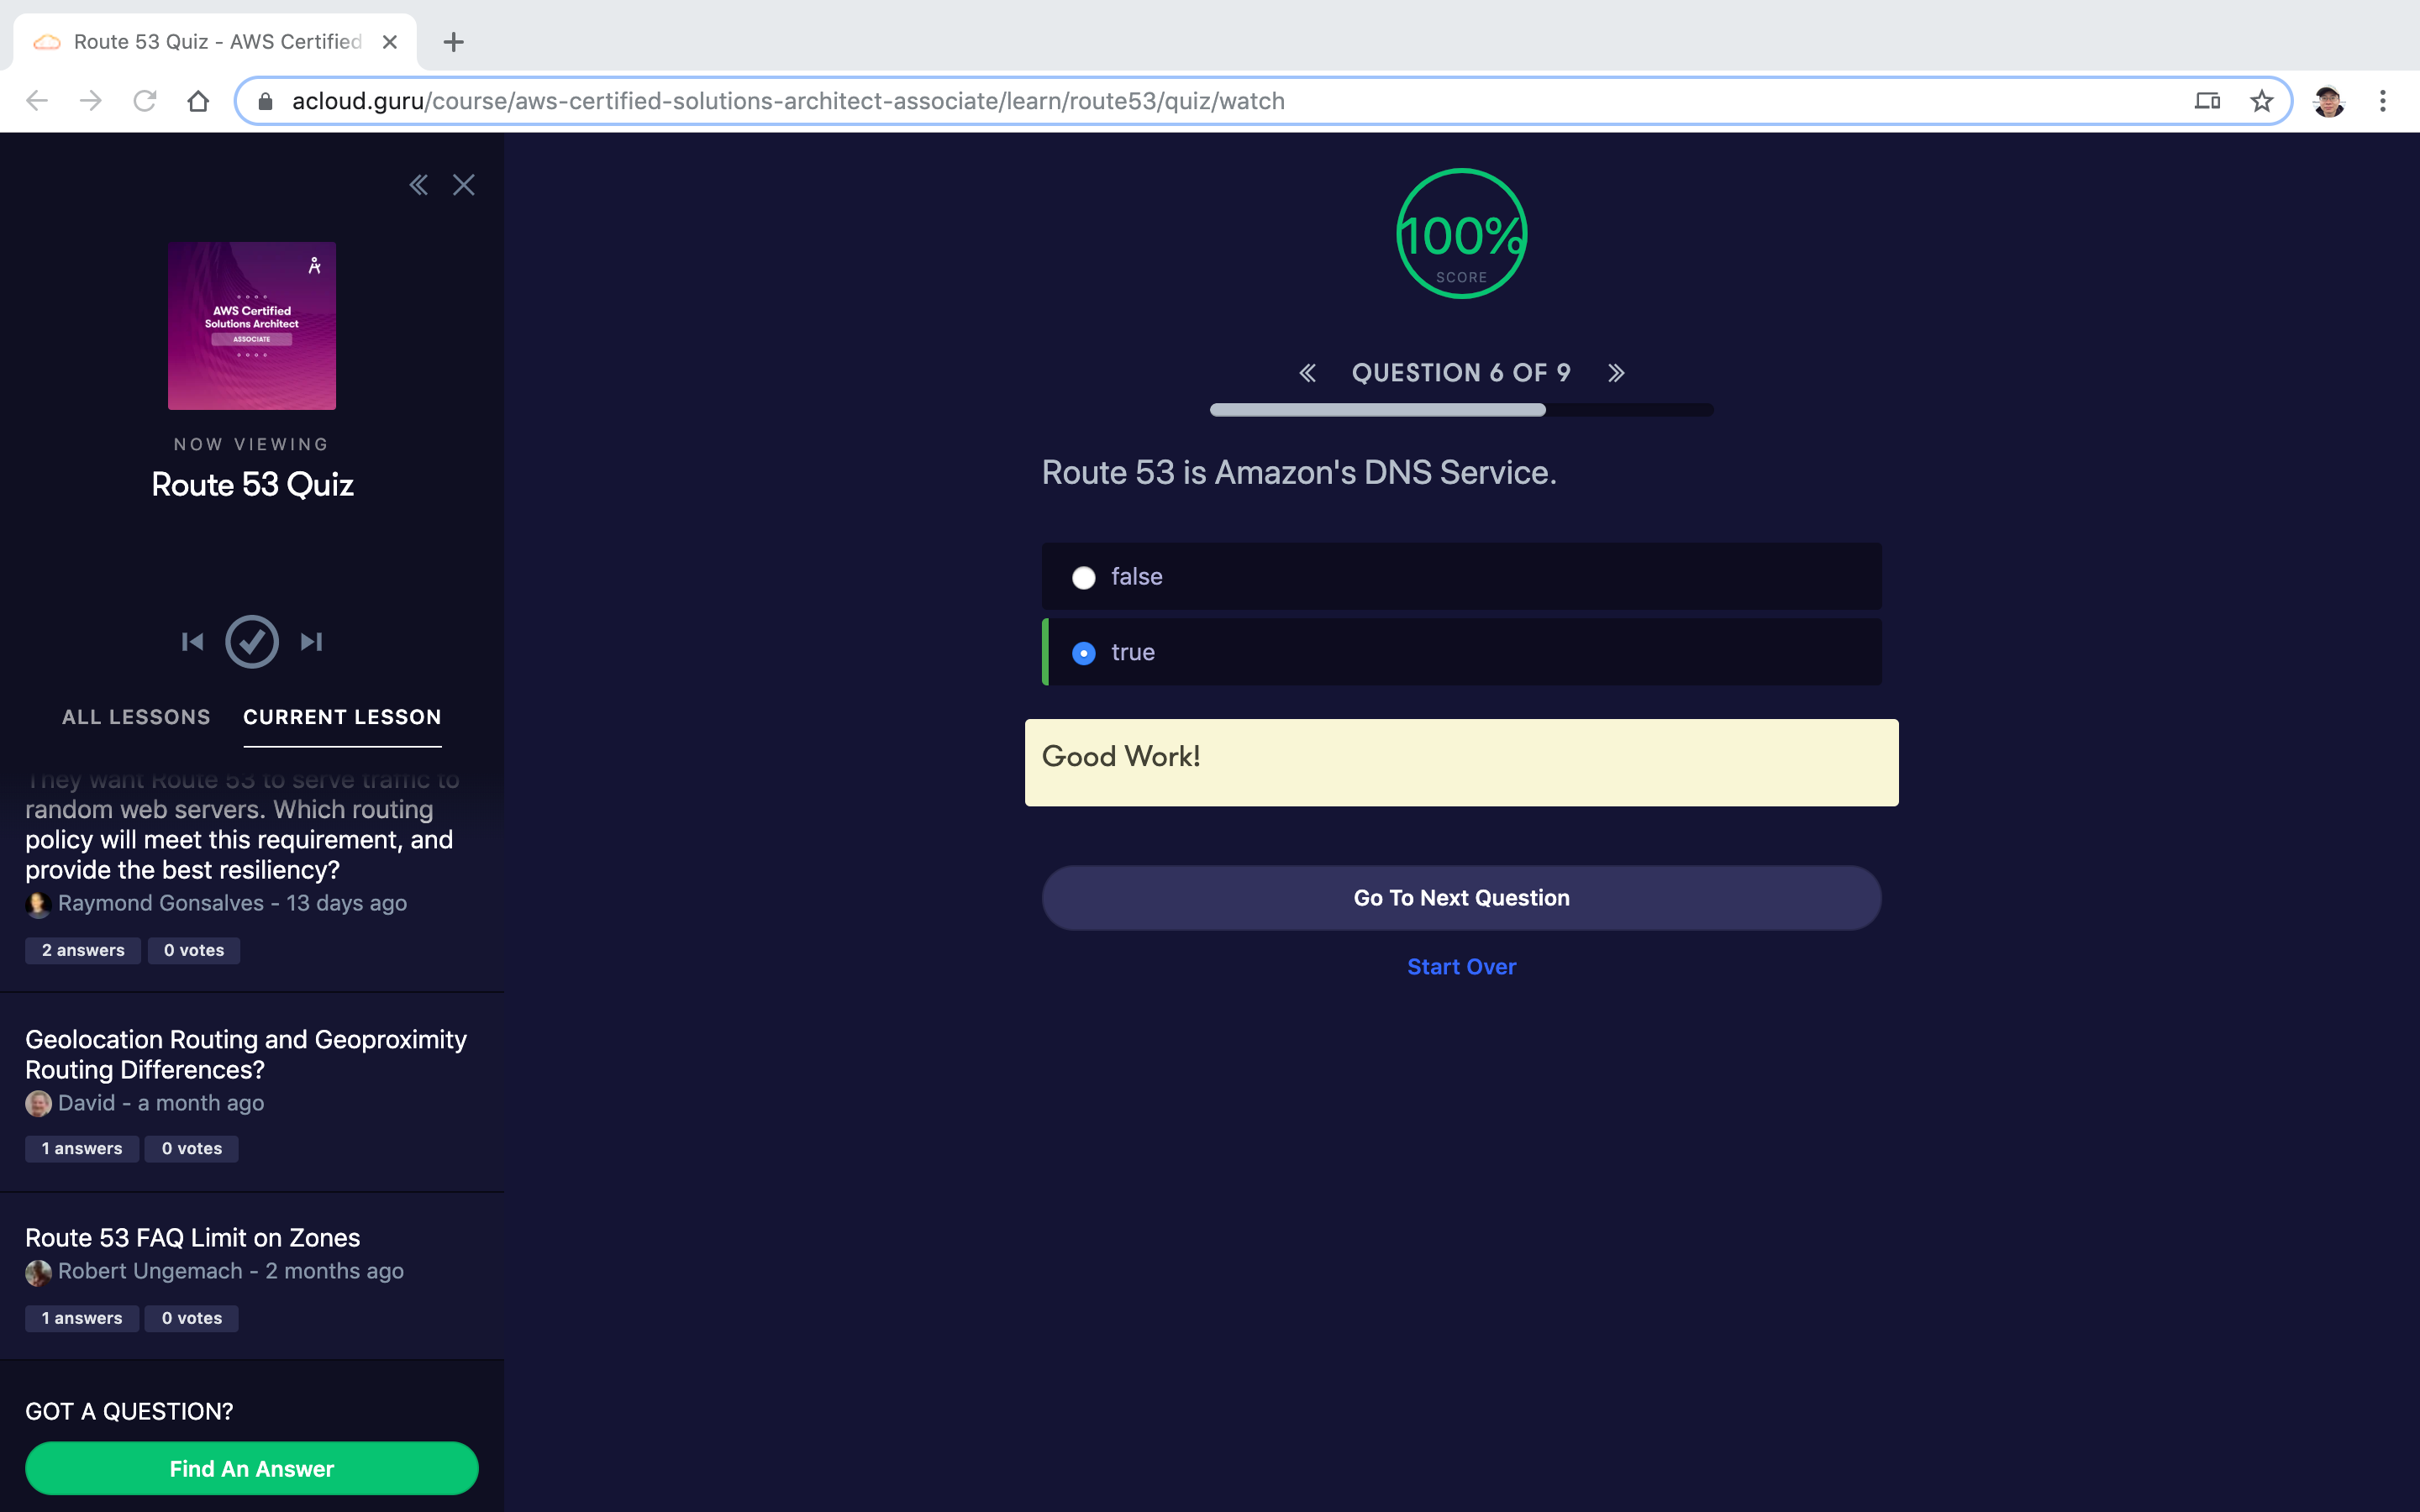 Route 53 Quiz - AWS Certified
acloud.guru/course/aws-certified-solutions-architect-associate/learn/route53/quiz/watch
AWS Certified
Solutions Architect
ASSOCIATE
NOW VIEWING
Route 53 Quiz
ALL LESSONS
CURRENT LESSON
They want Route 53 to serve traffic to
random web servers. Which routing
policy will meet this requirement, and
provide the best resiliency?
Raymond Gonsalves - 13 days ago
2 answers
0 votes
Geolocation Routing and Geoproximity
Routing Differences?
David - a month ago
1 answers
0 votes
Route 53 FAQ Limit on Zones
Robert Ungemach - 2 months ago
1 answers
0 votes
GOT A QUESTION?
Find An Answer
100%
SCORE
QUESTION 6 OF 9
Route 53 is Amazon's DNS Service.
false
true
Good Work!
Go To Next Question
Start Over